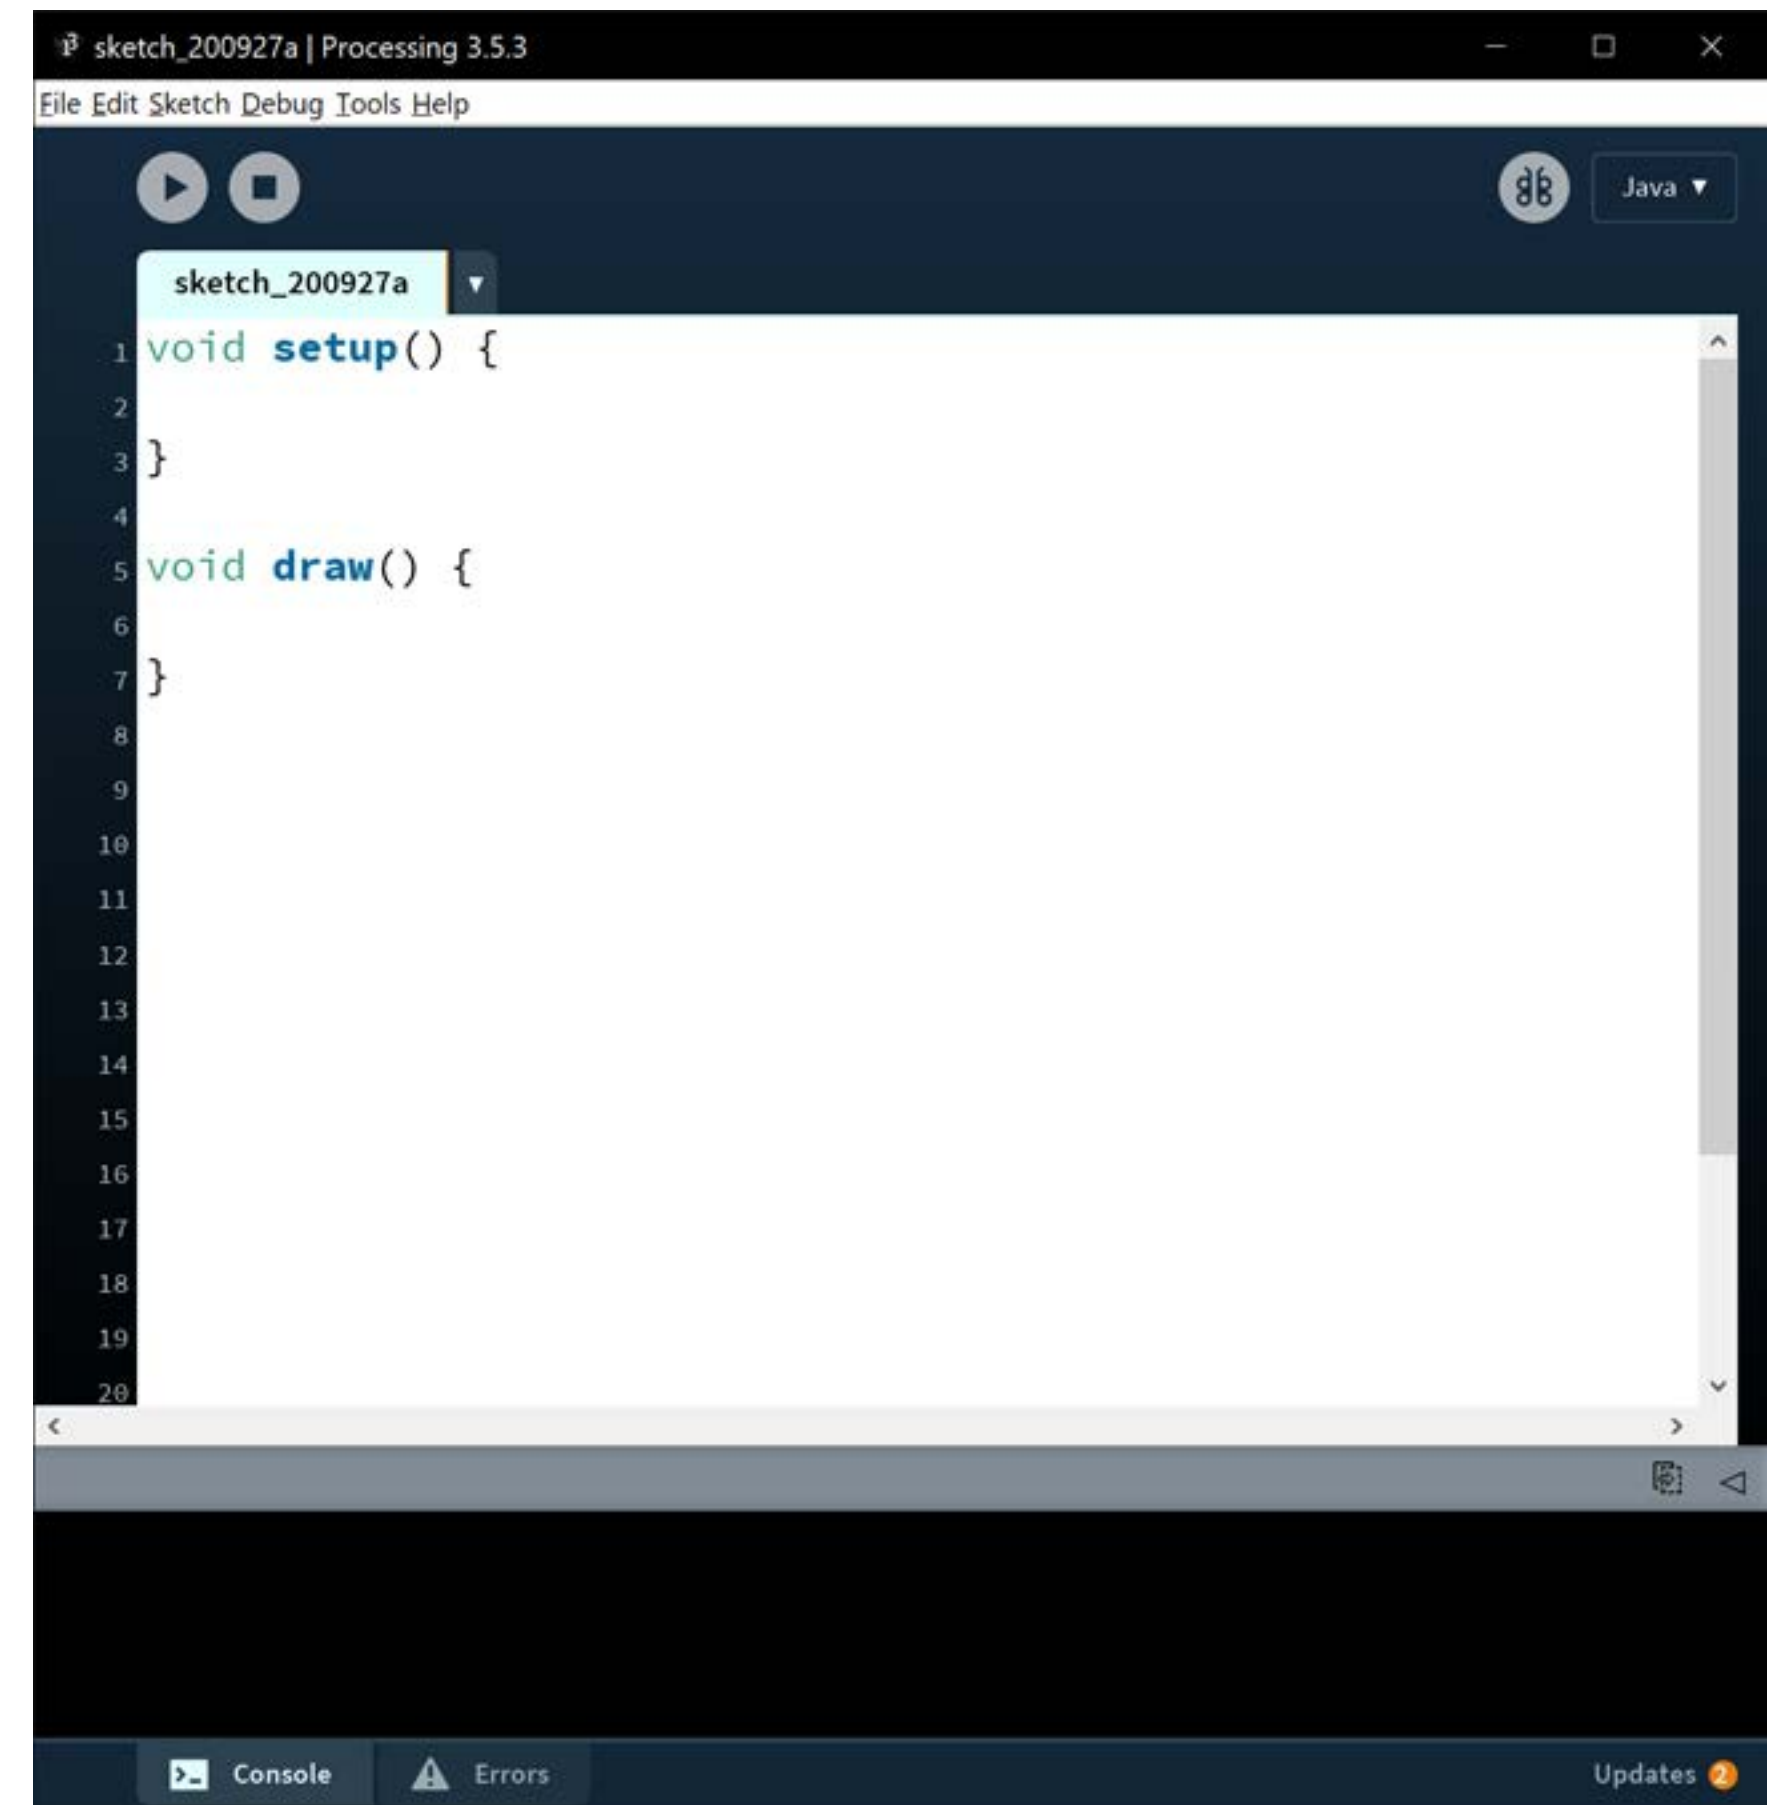 sketch_200927a | Processing 3.5.3
File Edit Sketch Debug Tools Help
Java ▼
sketch_200927a ▼
1 void setup() {
2
3 }
4
5 void draw() {
6
7 }
8
9
10
11
12
13
14
15
16
17
18
19
20
Console Errors Updates 2